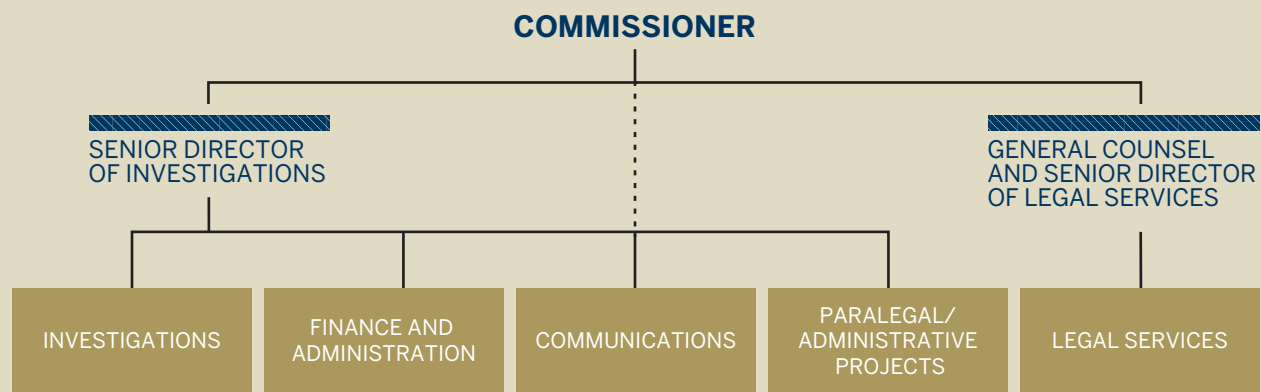 COMMISSIONER
SENIOR DIRECTOR
OF INVESTIGATIONS
GENERAL COUNSEL
AND SENIOR DIRECTOR
OF LEGAL SERVICES
INVESTIGATIONS
FINANCE AND
ADMINISTRATION
COMMUNICATIONS
PARALEGAL/
ADMINISTRATIVE
PROJECTS
LEGAL SERVICES